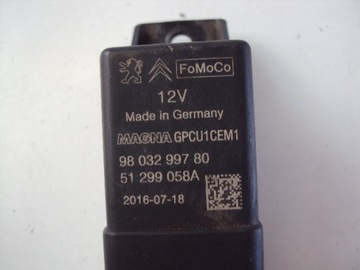 FoMoCo
12V
Made in Germany
MAGNA GPCU1CEM1
98 032 997 80
51 299 058A
2016-07-18